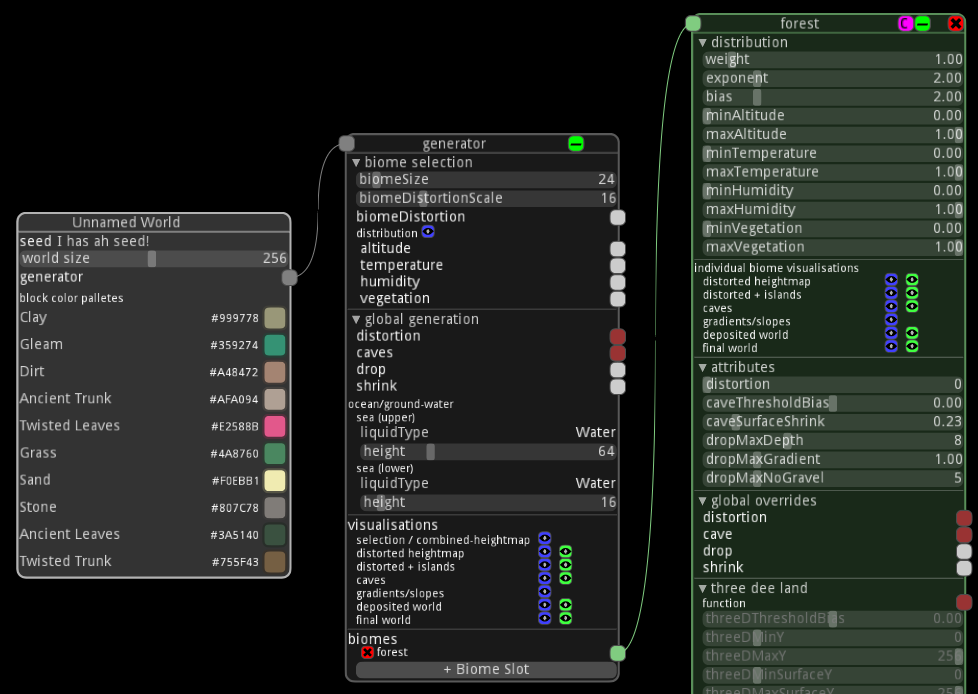 Unnamed World
seed I has ah seed!
world size 256
generator
block color palletes
Clay #999778
Gleam #359274
Dirt #A48472
Ancient Trunk #AFA094
Twisted Leaves #E2588B
Grass #4A8760
Sand #F0EBB1
Stone #807C78
Ancient Leaves #3A5140
Twisted Trunk #755F43
generator
biome selection
biomeSize 24
biomeDistortionScale 16
biomeDistortion
distribution
altitude
temperature
humidity
vegetation
global generation
distortion
caves
drop
shrink
ocean/ground-water
sea (upper)
liquidType Water
height 64
sea (lower)
liquidType Water
height 16
visualisations
selection / combined-heightmap
distorted heightmap
distorted + islands
caves
gradients/slopes
deposited world
final world
biomes
forest
+ Biome Slot
forest C
distribution
weight 1.00
exponent 2.00
bias 2.00
minAltitude 0.00
maxAltitude 1.00
minTemperature 0.00
maxTemperature 1.00
minHumidity 0.00
maxHumidity 1.00
minVegetation 0.00
maxVegetation 1.00
individual biome visualisations
distorted heightmap
distorted + islands
caves
gradients/slopes
deposited world
final world
attributes
distortion 0
caveThresholdBias 0.00
caveSurfaceShrink 0.23
dropMaxDepth 8
dropMaxGradient 1.00
dropMaxNoGravel 5
global overrides
distortion
cave
drop
shrink
three dee land
function
threeDThresholdBias 0.00
threeDMinY 0
threeDMaxY 256
threeDMinSurfaceY 0
threeDMaxSurfaceY 256